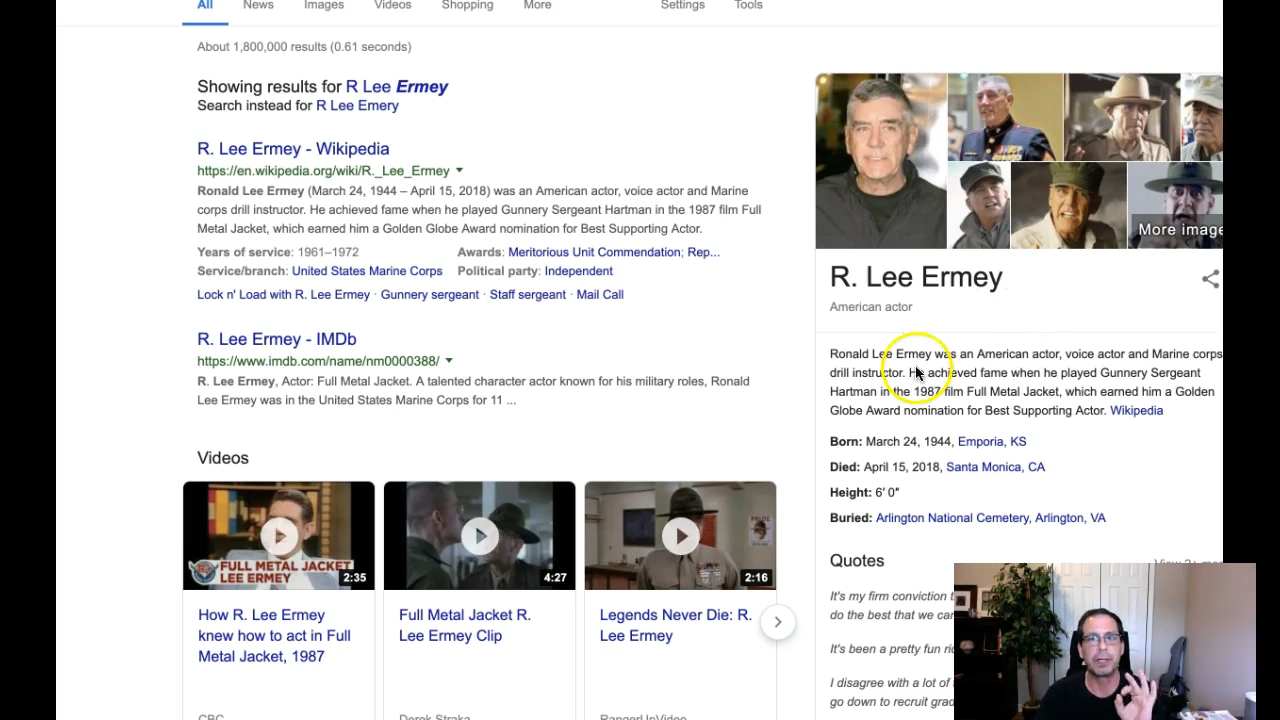 All News Images Videos Shopping More Settings Tools
About 1,800,000 results (0.61 seconds)
Showing results for R Lee Ermey
Search instead for R Lee Emery
R. Lee Ermey - Wikipedia
https://en.wikipedia.org/wiki/R._Lee_Ermey
Ronald Lee Ermey (March 24, 1944 – April 15, 2018) was an American actor, voice actor and Marine
corps drill instructor. He achieved fame when he played Gunnery Sergeant Hartman in the 1987 film Full
Metal Jacket, which earned him a Golden Globe Award nomination for Best Supporting Actor.
Years of service: 1961–1972 Awards: Meritorious Unit Commendation; Rep...
Service/branch: United States Marine Corps Political party: Independent
Lock n' Load with R. Lee Ermey · Gunnery sergeant · Staff sergeant · Mail Call
R. Lee Ermey - IMDb
https://www.imdb.com/name/nm0000388/
R. Lee Ermey, Actor: Full Metal Jacket. A talented character actor known for his military roles, Ronald
Lee Ermey was in the United States Marine Corps for 11 ...
Videos
FULL METAL JACKET
LEE ERMEY
2:35
4:27
PRIDE
2:16
How R. Lee Ermey
knew how to act in Full
Metal Jacket, 1987
Full Metal Jacket R.
Lee Ermey Clip
Legends Never Die: R.
Lee Ermey
CBC
Derek Straka
RangerUpVideo
More image
R. Lee Ermey
American actor
Ronald Lee Ermey was an American actor, voice actor and Marine corps
drill instructor. He achieved fame when he played Gunnery Sergeant
Hartman in the 1987 film Full Metal Jacket, which earned him a Golden
Globe Award nomination for Best Supporting Actor. Wikipedia
Born: March 24, 1944, Emporia, KS
Died: April 15, 2018, Santa Monica, CA
Height: 6′ 0″
Buried: Arlington National Cemetery, Arlington, VA
Quotes
It's my firm conviction
do the best that we can
It's been a pretty fun
I disagree with a lot of
go down to recruit